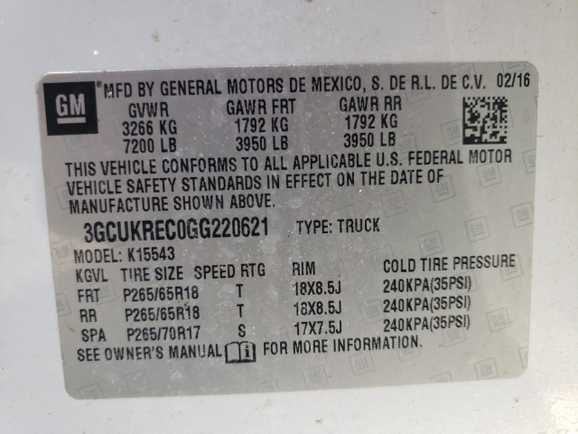 GM
MFD BY GENERAL MOTORS DE MEXICO, S. DE R.L. DE C.V. 02/16
GVWR GAWR FRT GAWR RR
3266 KG 1792 KG 1792 KG
7200 LB 3950 LB 3950 LB
THIS VEHICLE CONFORMS TO ALL APPLICABLE U.S. FEDERAL MOTOR
VEHICLE SAFETY STANDARDS IN EFFECT ON THE DATE OF
MANUFACTURE SHOWN ABOVE.
3GCUKREC0GG220621 TYPE: TRUCK
MODEL: K15543
KGVL TIRE SIZE SPEED RTG RIM COLD TIRE PRESSURE
FRT P265/65R18 T 18X8.5J 240KPA(35PSI)
RR P265/65R18 T 18X8.5J 240KPA(35PSI)
SPA P265/70R17 S 17X7.5J 240KPA(35PSI)
SEE OWNER'S MANUAL FOR MORE INFORMATION.